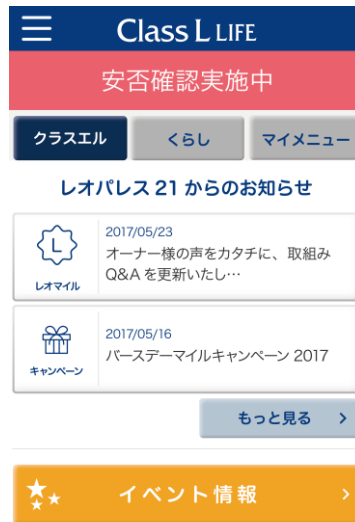 Class L LIFE
安否確認実施中
クラスエル くらし マイメニュー
レオパレス 21 からのお知らせ
L
レオマイル
2017/05/23
オーナー様の声をカタチに、取組み
Q&A を更新いたし…
キャンペーン
2017/05/16
バースデーマイルキャンペーン 2017
もっと見る
イベント情報